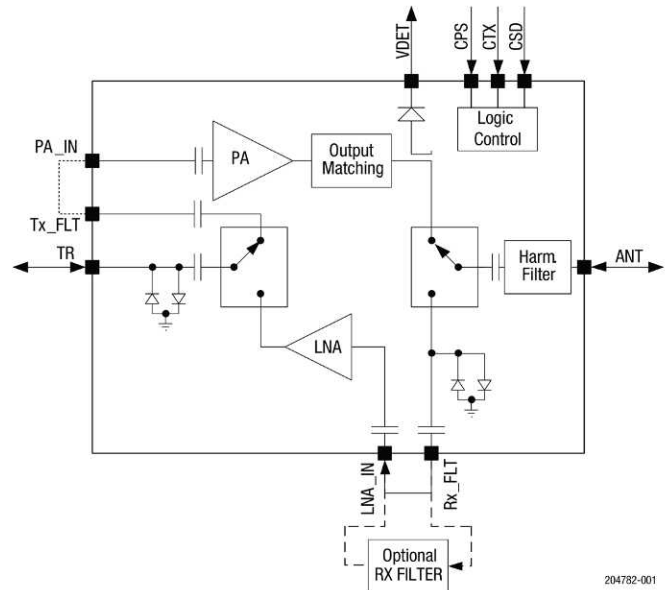 VDET
CPS
CTX
CSD
Logic
Control
PA_IN
PA
Output
Matching
Tx_FLT
TR
Harm.
Filter
ANT
LNA
LNA_IN
Rx_FLT
Optional
RX FILTER
204782-001